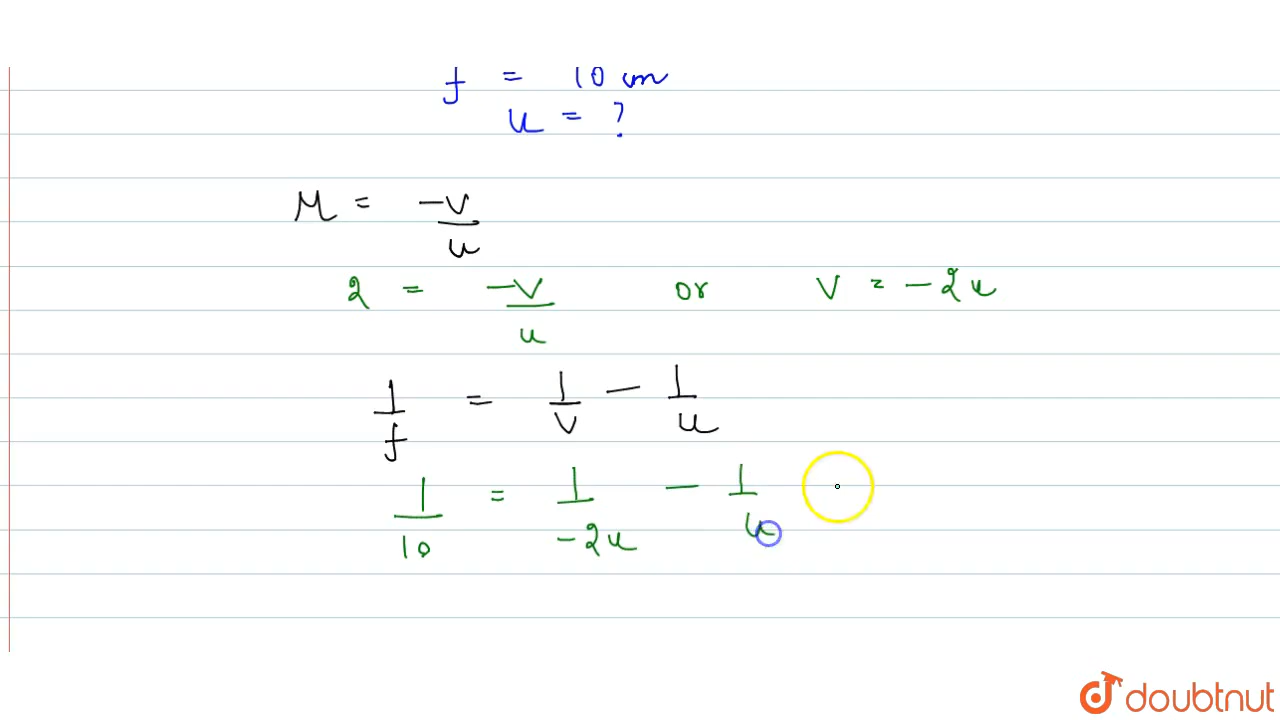 f = 10 cm
u = ?
M = -v/u
2 = -v/u or v = -2u
1/f = 1/v - 1/u
1/10 = 1/-2u - 1/u
doubtnut